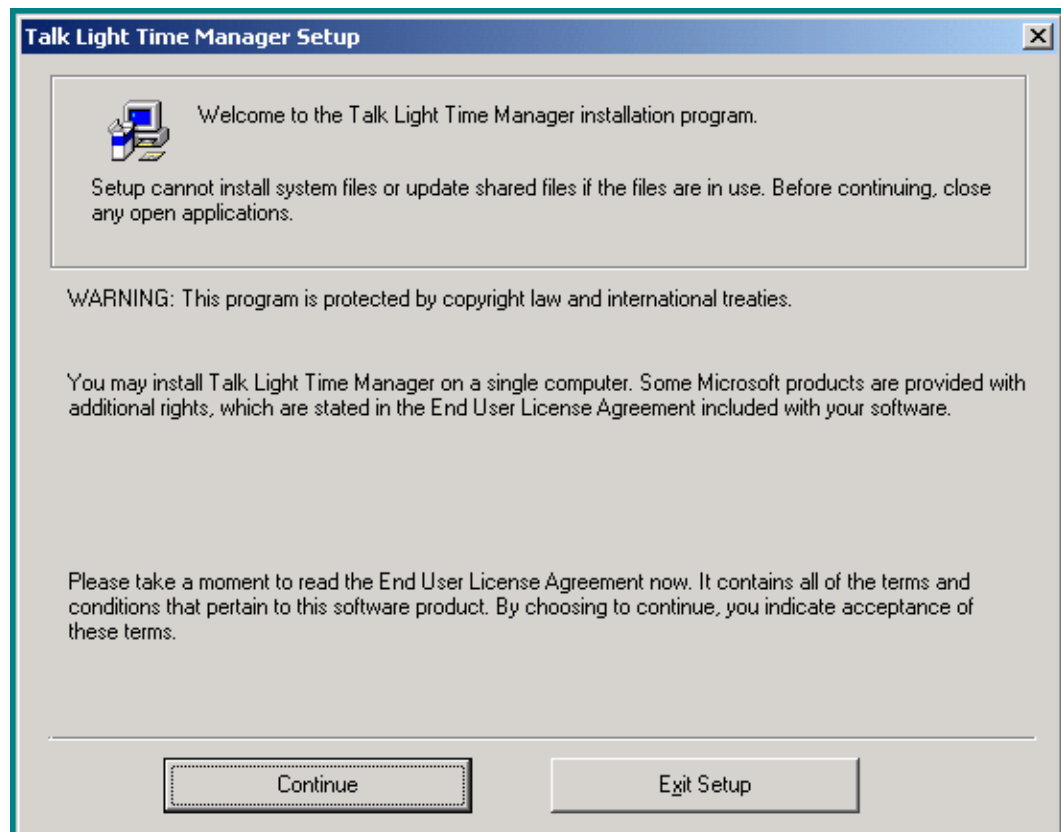 Talk Light Time Manager Setup
Welcome to the Talk Light Time Manager installation program.
Setup cannot install system files or update shared files if the files are in use. Before continuing, close
any open applications.
WARNING: This program is protected by copyright law and international treaties.
You may install Talk Light Time Manager on a single computer. Some Microsoft products are provided with
additional rights, which are stated in the End User License Agreement included with your software.
Please take a moment to read the End User License Agreement now. It contains all of the terms and
conditions that pertain to this software product. By choosing to continue, you indicate acceptance of
these terms.
Continue
Exit Setup